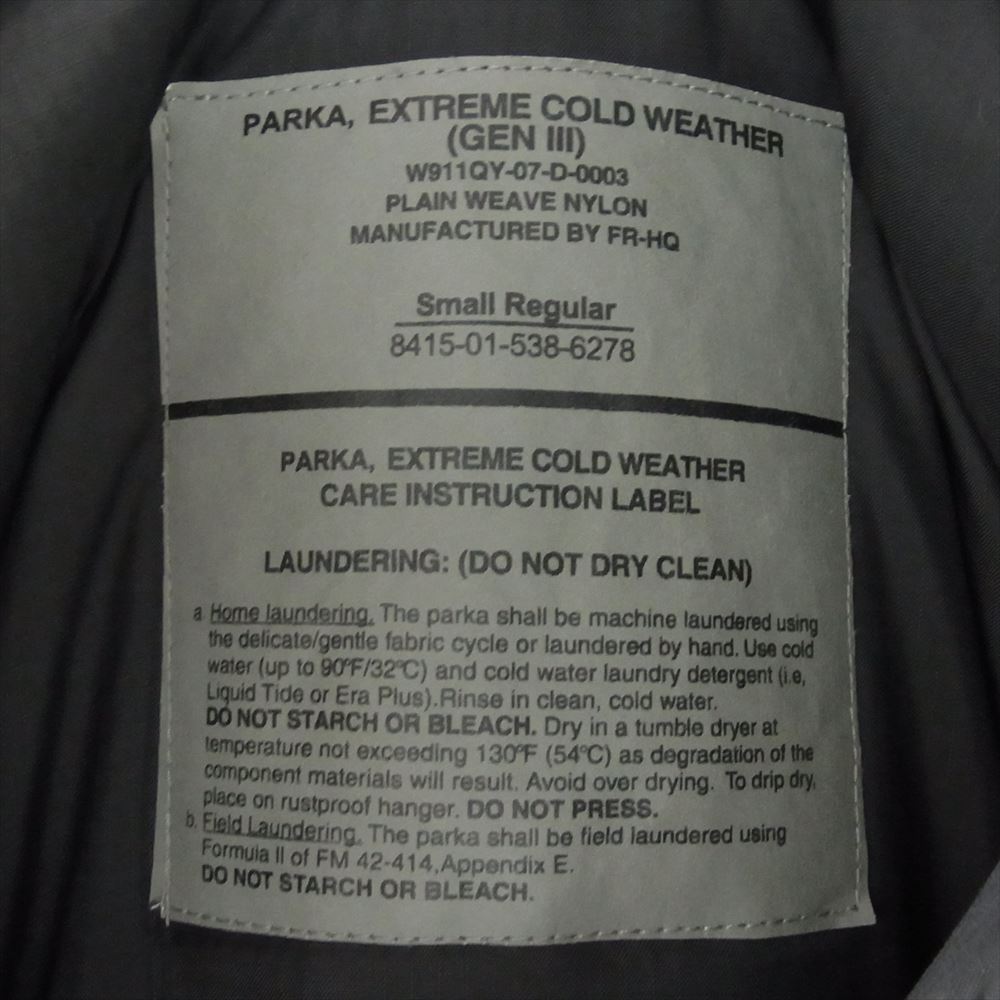 PARKA, EXTREME COLD WEATHER
(GEN III)
W911QY-07-D-0003
PLAIN WEAVE NYLON
MANUFACTURED BY FR-HQ
Small Regular
8415-01-538-6278
PARKA, EXTREME COLD WEATHER
CARE INSTRUCTION LABEL
LAUNDERING: (DO NOT DRY CLEAN)
a Home laundering. The parka shall be machine laundered using
the delicate/gentle fabric cycle or laundered by hand. Use cold
water (up to 90°F/32°C) and cold water laundry detergent (i.e,
Liquid Tide or Era Plus).Rinse in clean, cold water.
DO NOT STARCH OR BLEACH. Dry in a tumble dryer at
temperature not exceeding 130°F (54°C) as degradation of the
component materials will result. Avoid over drying. To drip dry,
place on rustproof hanger. DO NOT PRESS.
b. Field Laundering. The parka shall be field laundered using
Formula II of FM 42-414,Appendix E.
DO NOT STARCH OR BLEACH.